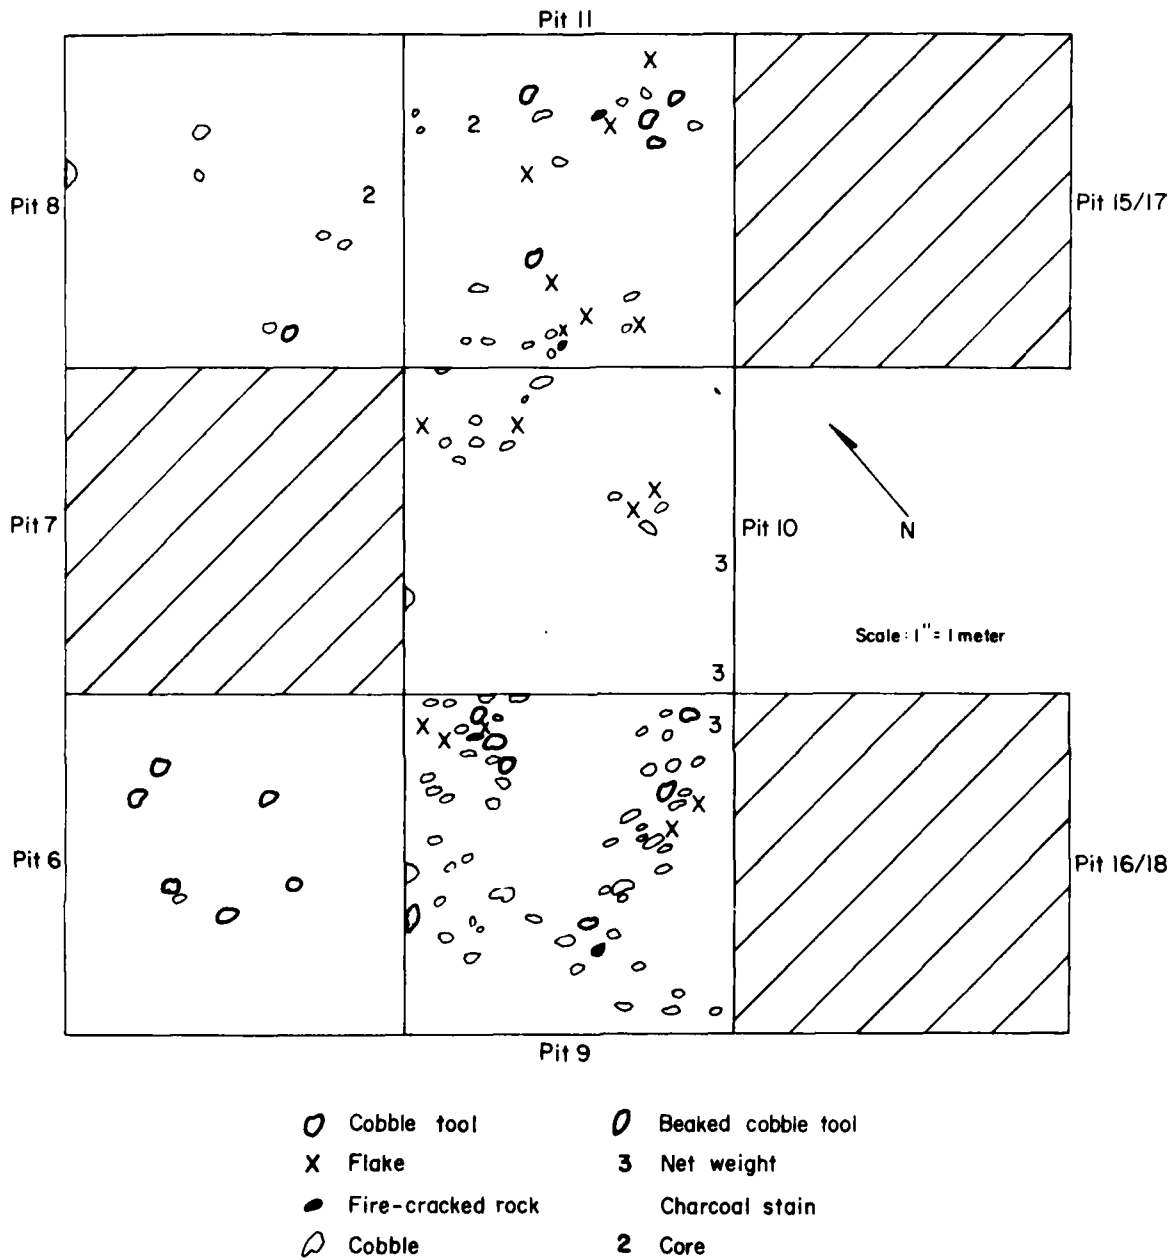 Pit 11
2
2
Pit 8
Pit 15/17
Pit 7
Pit 10
N
3
Scale: 1" = 1 meter
3
3
Pit 6
Pit 16/18
Pit 9
Cobble tool
Beaked cobble tool
X Flake
3 Net weight
Fire-cracked rock
Charcoal stain
Cobble
2 Core